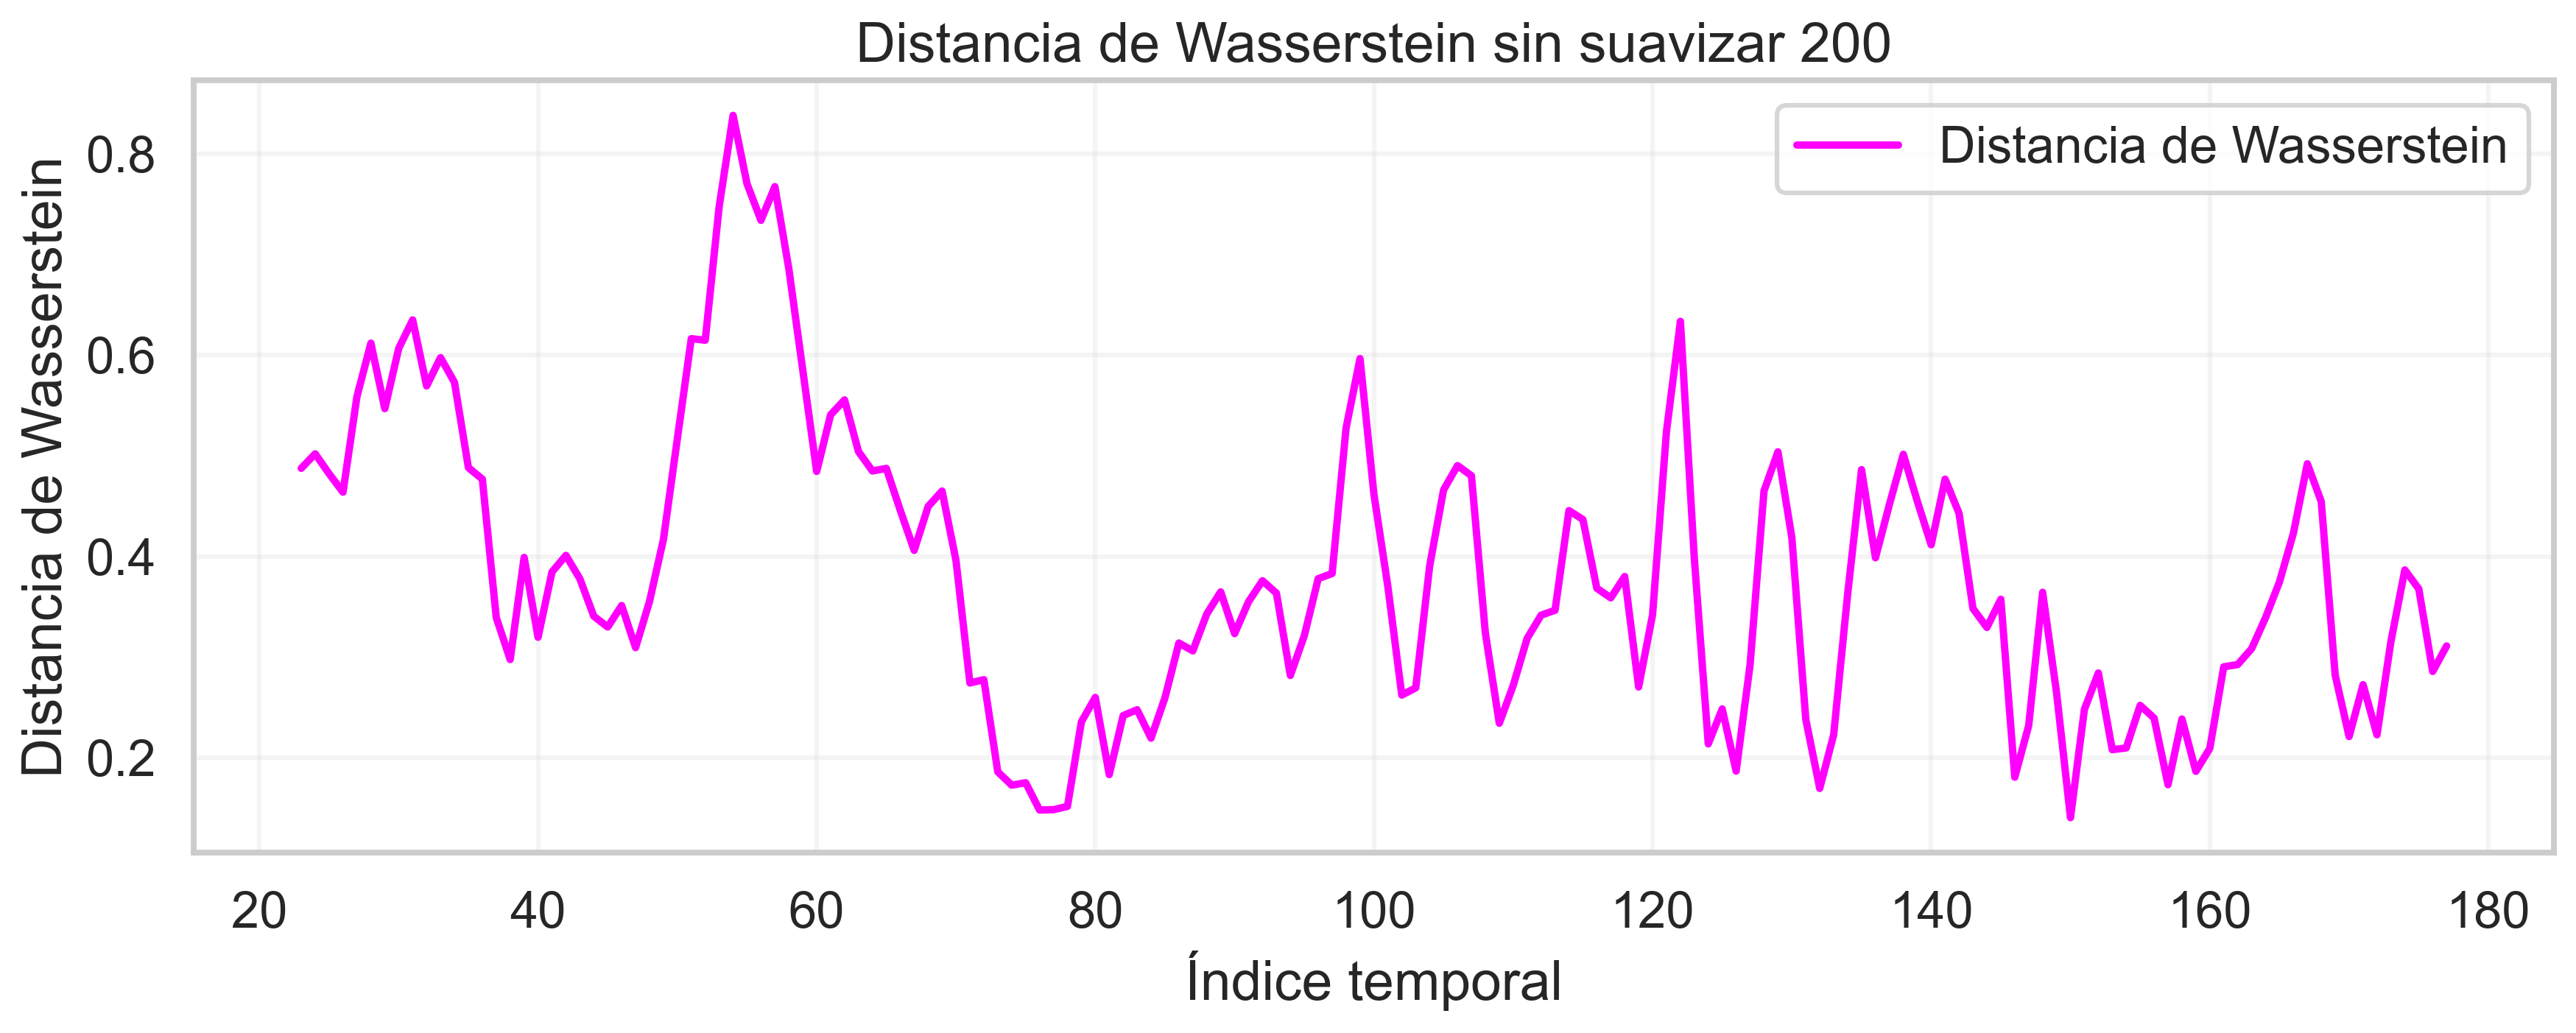 Distancia de Wasserstein sin suavizar 200
Distancia de Wasserstein
Distancia de Wasserstein
0.8
0.6
0.4
0.2
20 40 60 80 100 120 140 160 180
Índice temporal